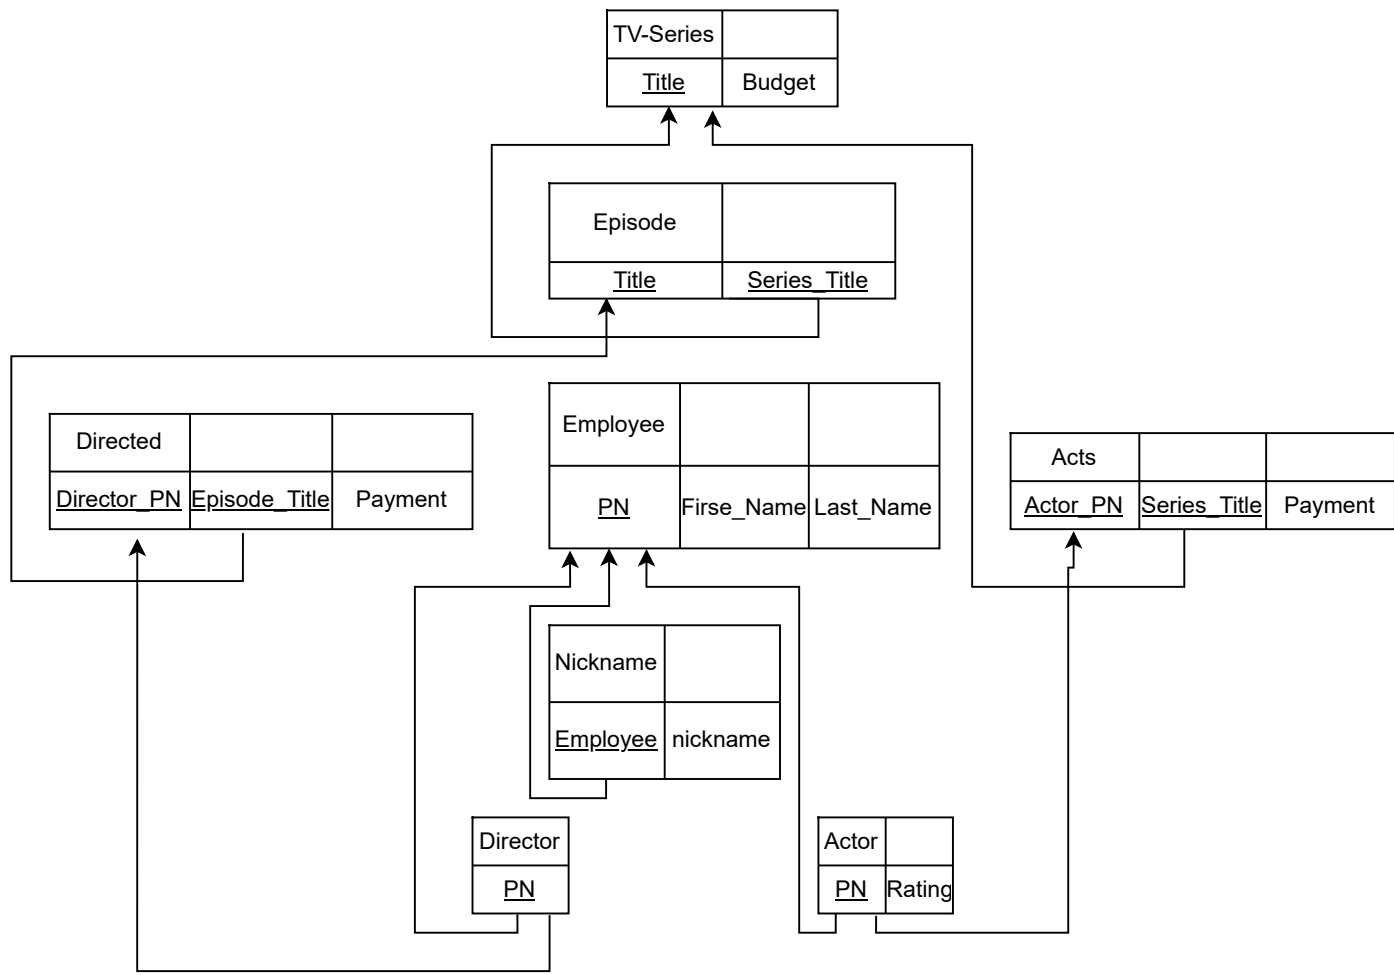 TV-Series
Title Budget
Episode
Title Series_Title
Directed
Director_PN Episode_Title Payment
Employee
PN Firse_Name Last_Name
Acts
Actor_PN Series_Title Payment
Nickname
Employee nickname
Director
PN
Actor
PN Rating